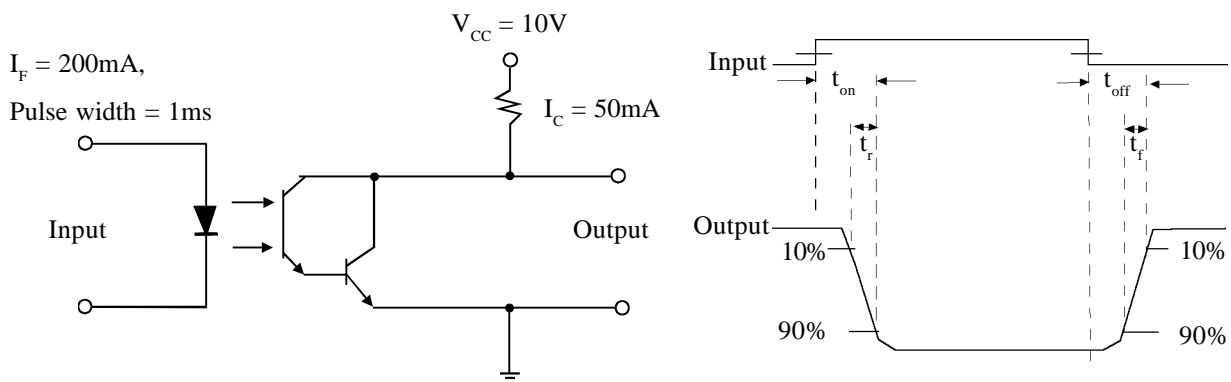 V_CC = 10V
I_F = 200mA,
Pulse width = 1ms
I_C = 50mA
Input
Output
Input
t_on
t_off
t_r
t_f
Output
10%
10%
90%
90%